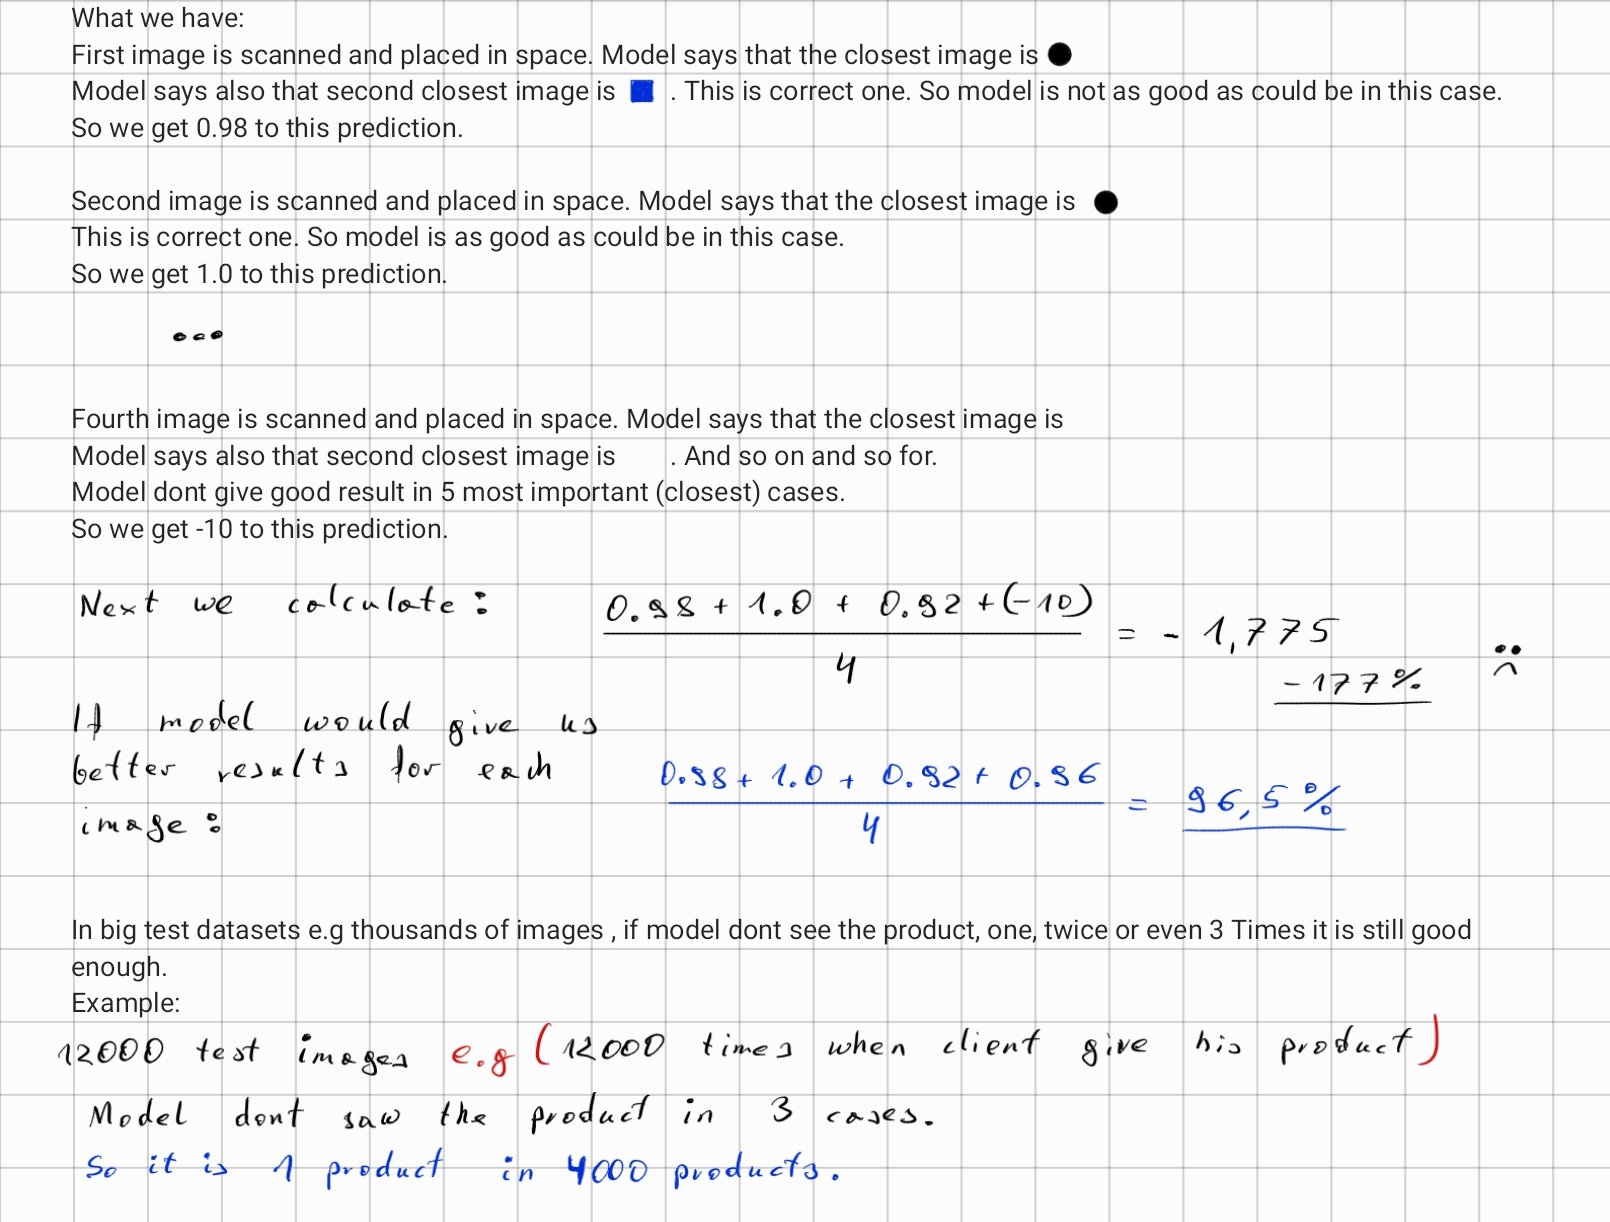 What we have:
First image is scanned and placed in space. Model says that the closest image is
Model says also that second closest image is . This is correct one. So model is not as good as could be in this case.
So we get 0.98 to this prediction.
Second image is scanned and placed in space. Model says that the closest image is
This is correct one. So model is as good as could be in this case.
So we get 1.0 to this prediction.
...
Fourth image is scanned and placed in space. Model says that the closest image is
Model says also that second closest image is . And so on and so for.
Model dont give good result in 5 most important (closest) cases.
So we get -10 to this prediction.
Next we calculate: 0.98 + 1.0 + 0.92 + (-10)
4
= - 1,775
- 177%
If model would give us
better results for each
image:
0.98 + 1.0 + 0.92 + 0.96
4
= 96,5%
In big test datasets e.g thousands of images , if model dont see the product, one, twice or even 3 Times it is still good
enough.
Example:
12000 test images e.g (12000 times when client give his product)
Model dont saw the product in 3 cases.
So it is 1 product in 4000 products.